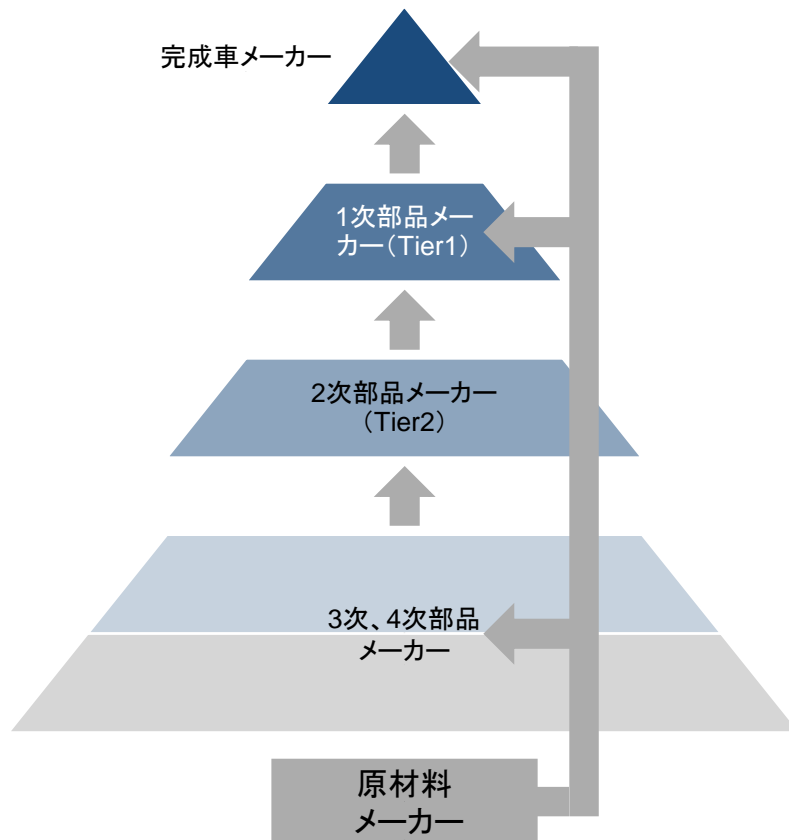 完成車メーカー
1次部品メー
カー（Tier1）
2次部品メーカー
（Tier2）
3次、4次部品
メーカー
原材料
メーカー